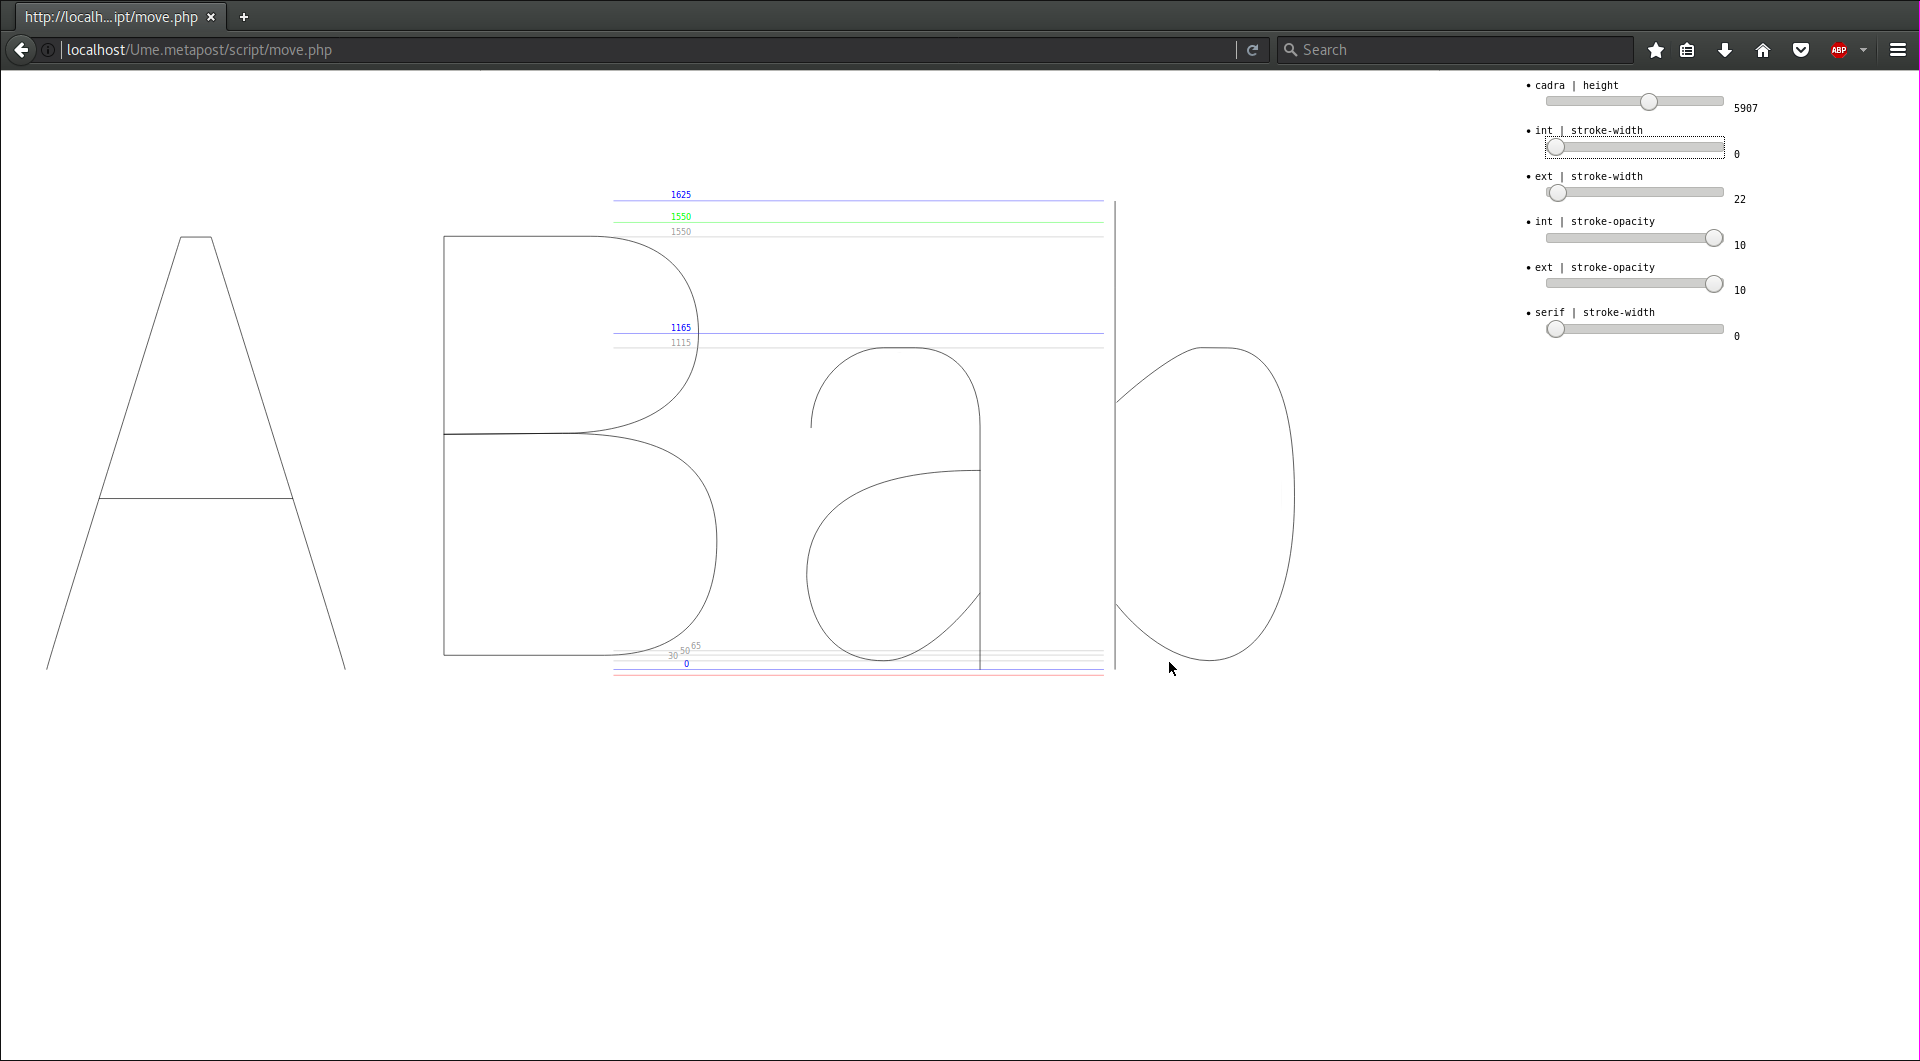 http://localh...ipt/move.php
localhost/Ume.metapost/script/move.php
Search
ABP
cadra | height
5907
int | stroke-width
0
ext | stroke-width
22
int | stroke-opacity
10
ext | stroke-opacity
10
serif | stroke-width
0
1625
1550
1550
1165
1115
A B a b
65
50
30
0